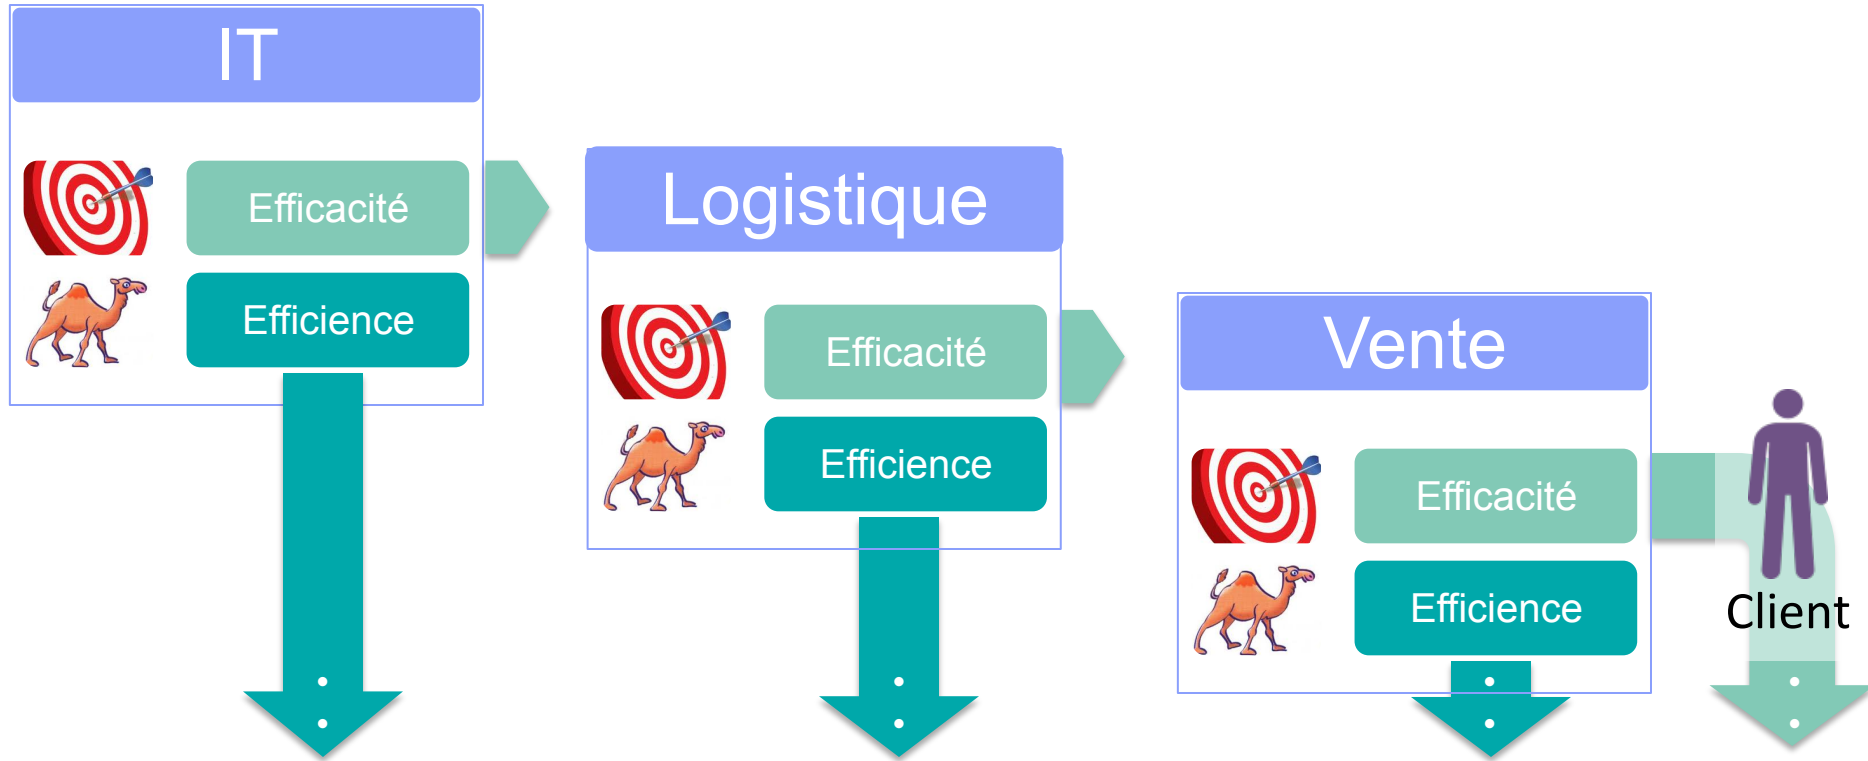 IT
Efficacité
Efficience
Logistique
Efficacité
Efficience
Vente
Efficacité
Efficience
Client